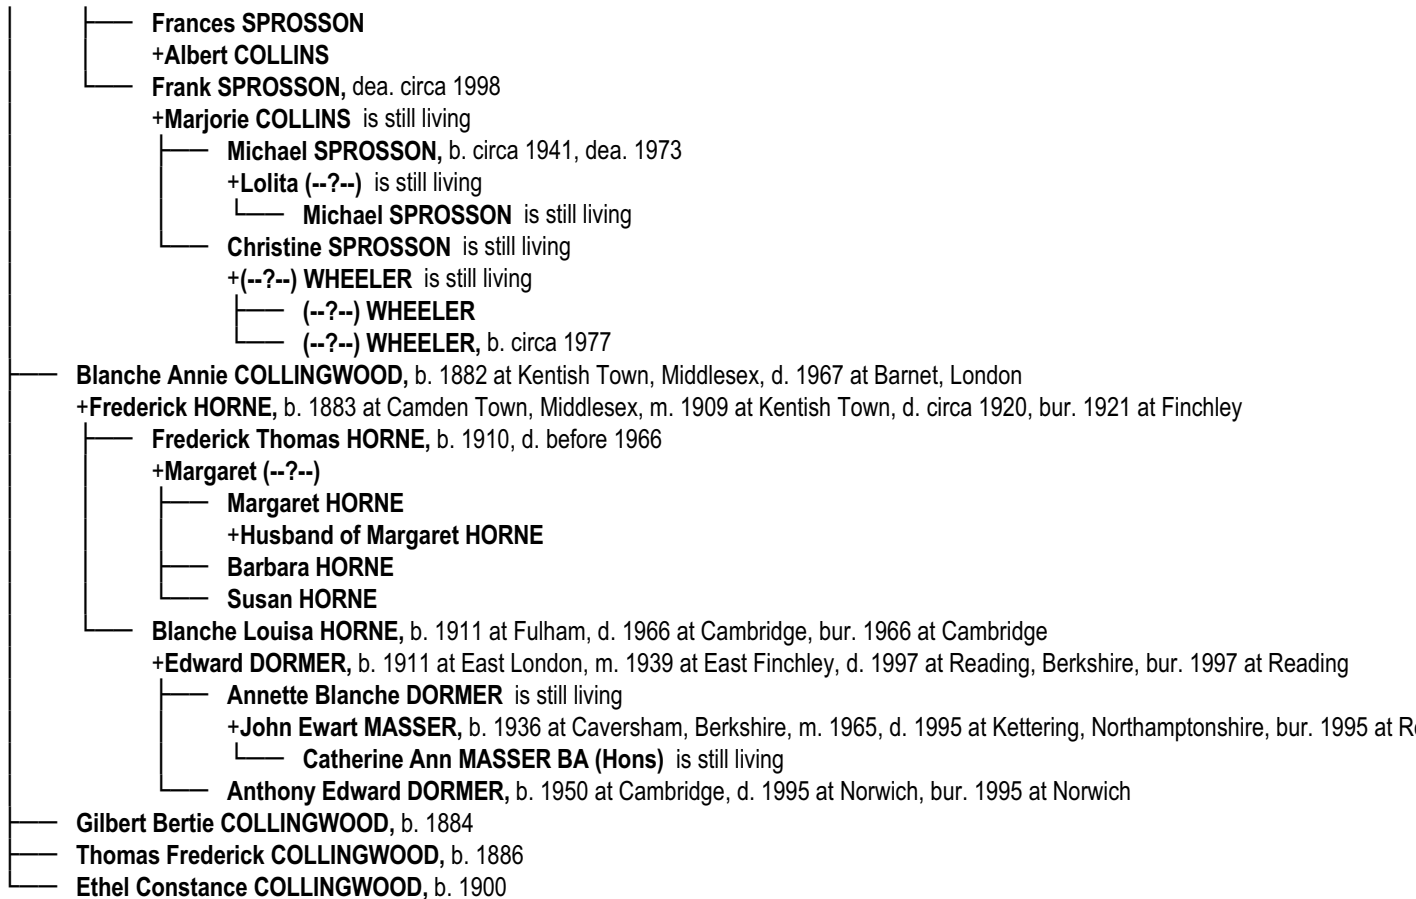 Frances SPROSSON
+Albert COLLINS
Frank SPROSSON, dea. circa 1998
+Marjorie COLLINS is still living
Michael SPROSSON, b. circa 1941, dea. 1973
+Lolita (--?--) is still living
Michael SPROSSON is still living
Christine SPROSSON is still living
+(--?--) WHEELER is still living
(--?--) WHEELER
(--?--) WHEELER, b. circa 1977
Blanche Annie COLLINGWOOD, b. 1882 at Kentish Town, Middlesex, d. 1967 at Barnet, London
+Frederick HORNE, b. 1883 at Camden Town, Middlesex, m. 1909 at Kentish Town, d. circa 1920, bur. 1921 at Finchley
Frederick Thomas HORNE, b. 1910, d. before 1966
+Margaret (--?--)
Margaret HORNE
+Husband of Margaret HORNE
Barbara HORNE
Susan HORNE
Blanche Louisa HORNE, b. 1911 at Fulham, d. 1966 at Cambridge, bur. 1966 at Cambridge
+Edward DORMER, b. 1911 at East London, m. 1939 at East Finchley, d. 1997 at Reading, Berkshire, bur. 1997 at Reading
Annette Blanche DORMER is still living
+John Ewart MASSER, b. 1936 at Caversham, Berkshire, m. 1965, d. 1995 at Kettering, Northamptonshire, bur. 1995 at
Catherine Ann MASSER BA (Hons) is still living
Anthony Edward DORMER, b. 1950 at Cambridge, d. 1995 at Norwich, bur. 1995 at Norwich
Gilbert Bertie COLLINGWOOD, b. 1884
Thomas Frederick COLLINGWOOD, b. 1886
Ethel Constance COLLINGWOOD, b. 1900